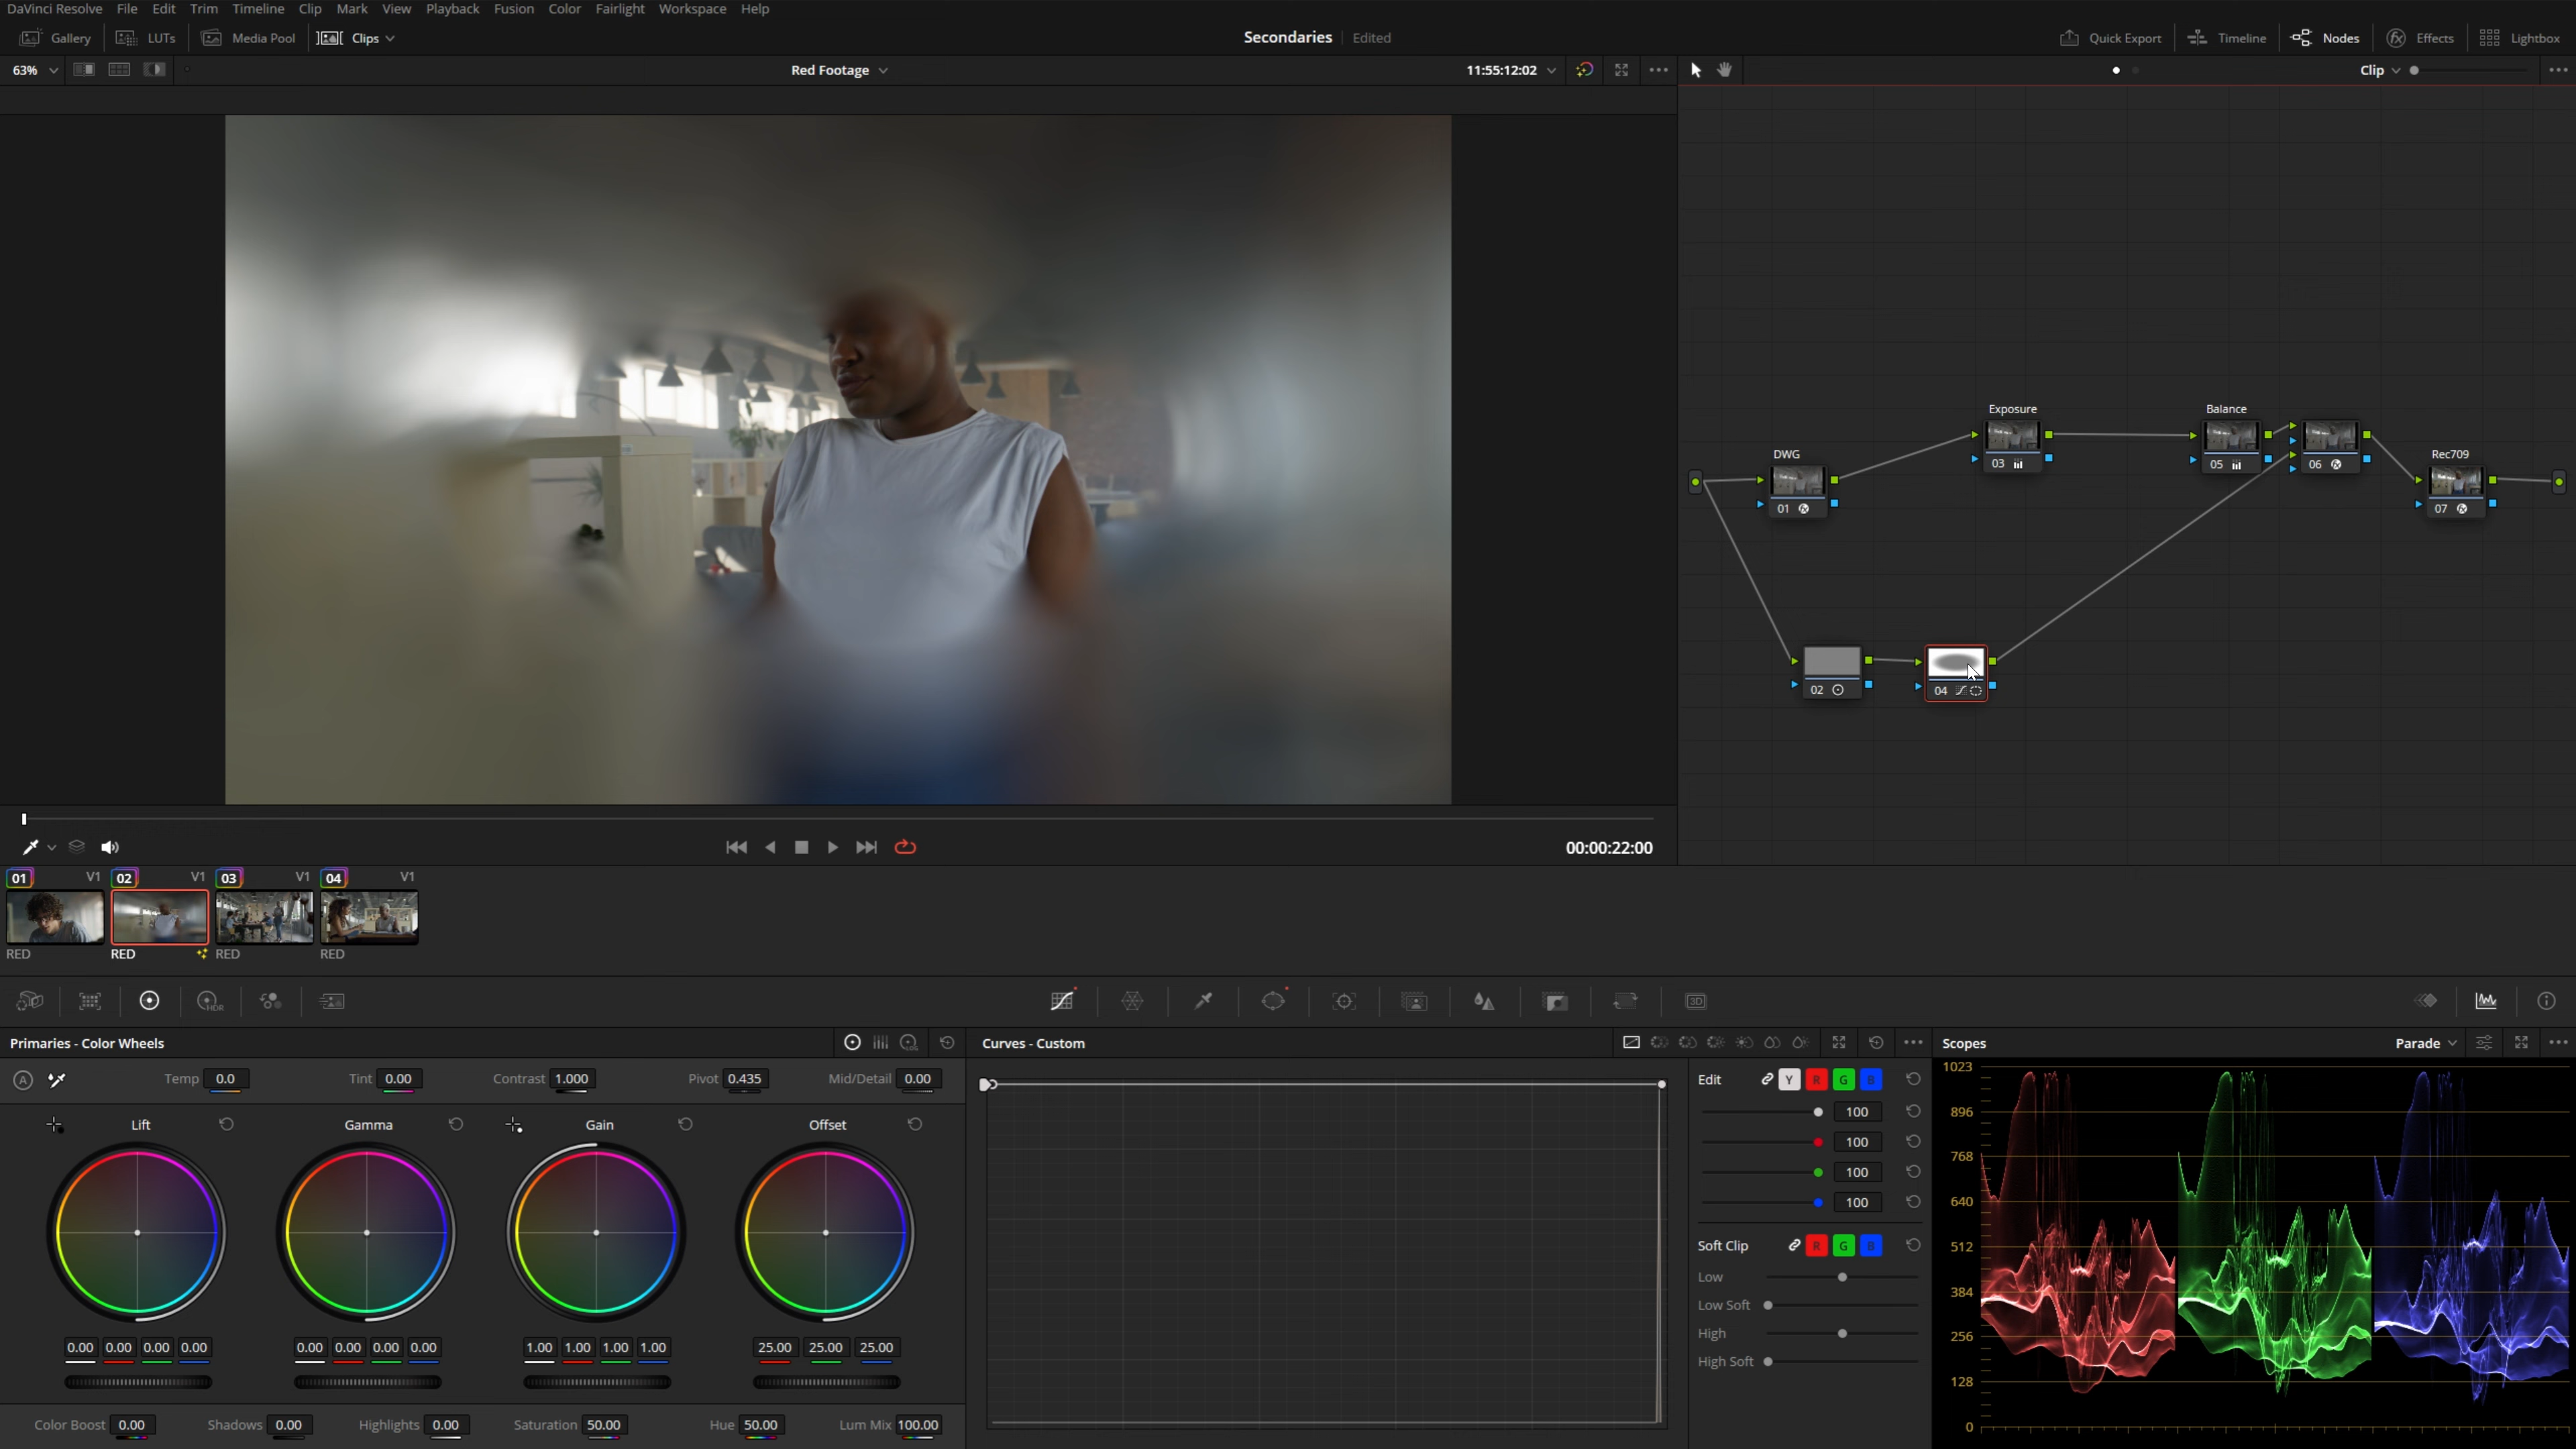 DaVinci Resolve File Edit Trim Timeline Clip Mark View Playback Fusion Color Fairlight Workspace Help
Gallery LUTs Media Pool Clips Secondaries Edited Quick Export Timeline Nodes Effects Lightbox
63% Red Footage 11:55:12:02 Clip
Exposure Balance
03 05 06
DWG Rec709
01 07
02 04
00:00:22:00
01 V1 02 V1 03 V1 04 V1
RED RED RED RED
HDR 3D
Primaries - Color Wheels Curves - Custom Scopes Parade
A Temp 0.0 Tint 0.00 Contrast 1.000 Pivot 0.435 Mid/Detail 0.00
Lift Gamma Gain Offset
0.00 0.00 0.00 0.00 0.00 0.00 0.00 0.00 1.00 1.00 1.00 1.00 25.00 25.00 25.00
Color Boost 0.00 Shadows 0.00 Highlights 0.00 Saturation 50.00 Hue 50.00 Lum Mix 100.00
Edit Y R G B
100
100
100
100
Soft Clip R G B
Low
Low Soft
High
High Soft
1023
896
768
640
512
384
256
128
0